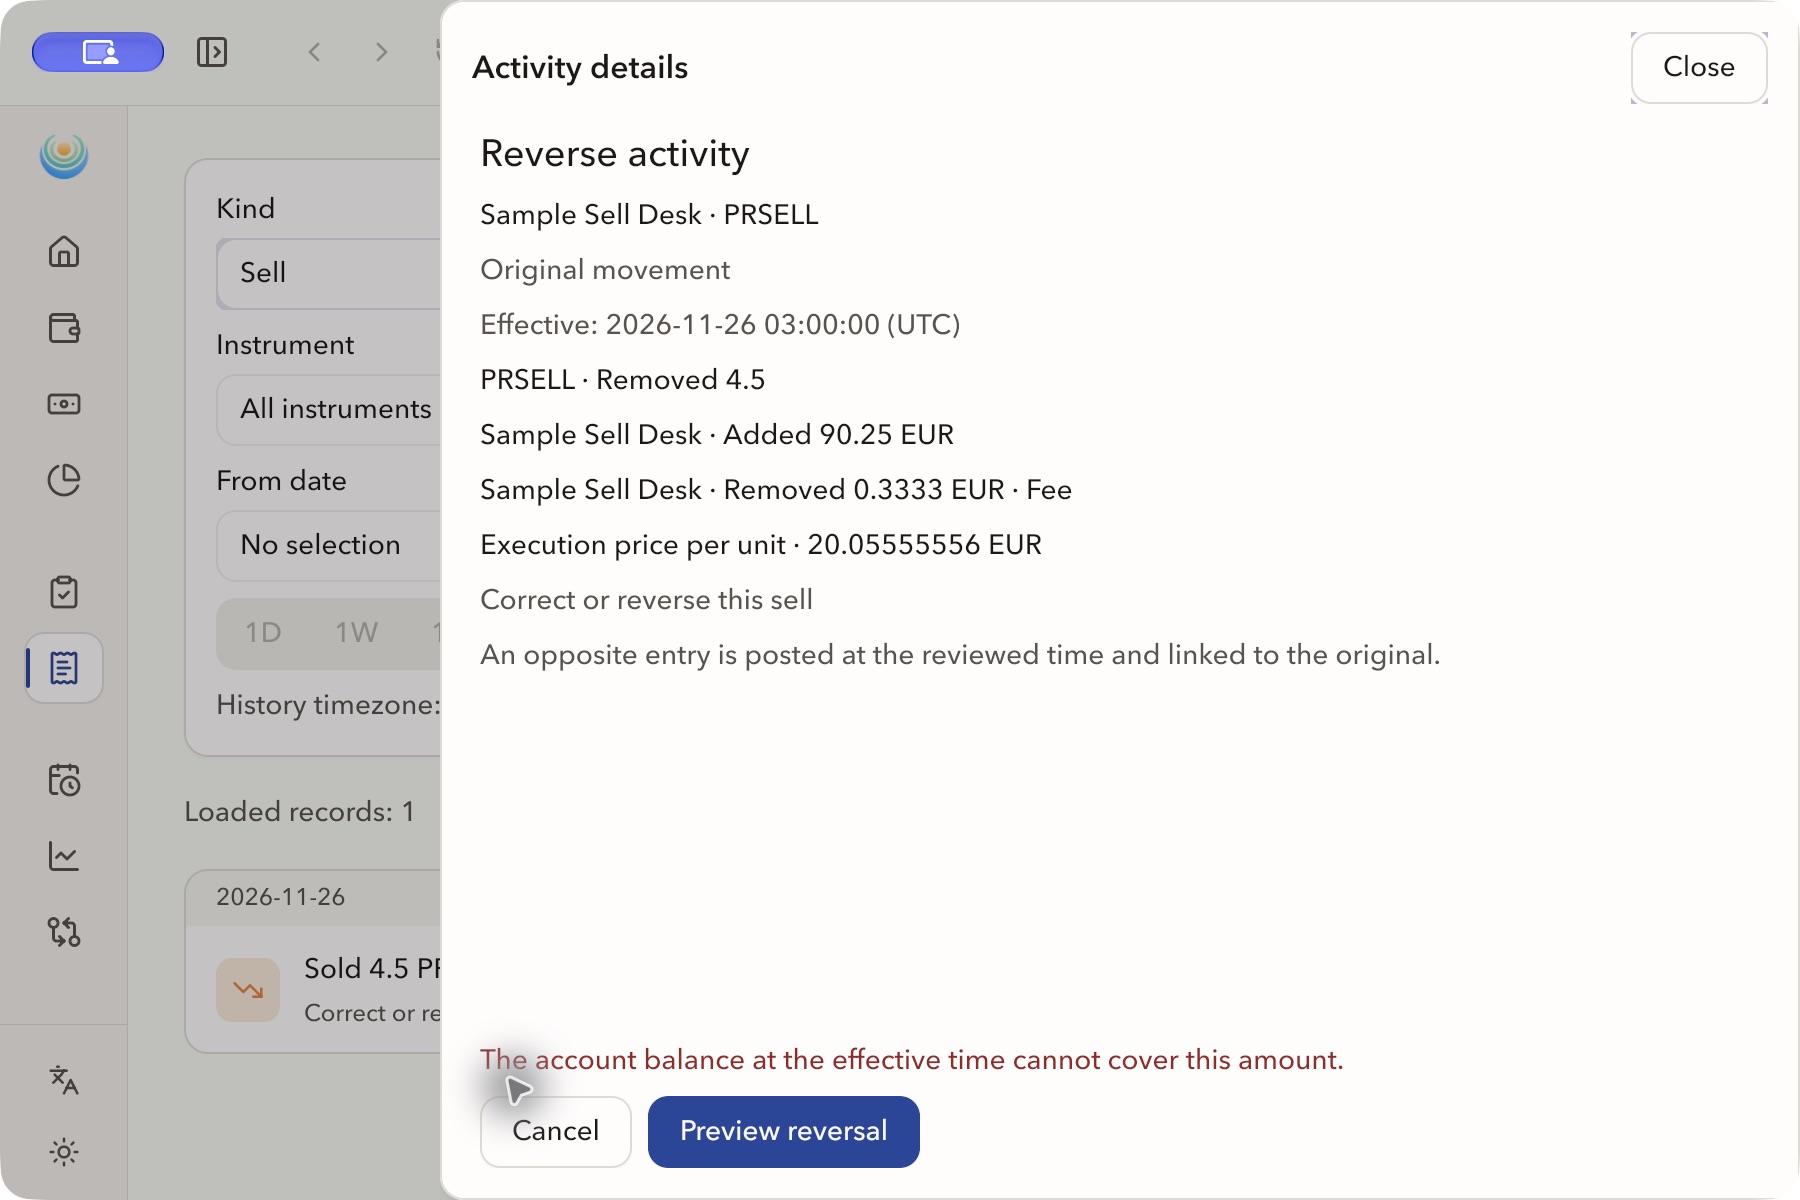 Activity details
Close
Reverse activity
Sample Sell Desk · PRSELL
Original movement
Effective: 2026-11-26 03:00:00 (UTC)
PRSELL · Removed 4.5
Sample Sell Desk · Added 90.25 EUR
Sample Sell Desk · Removed 0.3333 EUR · Fee
Execution price per unit · 20.05555556 EUR
Correct or reverse this sell
An opposite entry is posted at the reviewed time and linked to the original.
The account balance at the effective time cannot cover this amount.
Cancel
Preview reversal
Kind
Sell
Instrument
All instruments
From date
No selection
1D
1W
History timezone:
Loaded records: 1
2026-11-26
Sold 4.5
Correct or